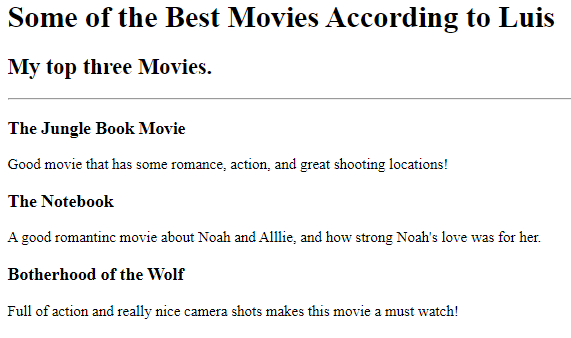 Some of the Best Movies According to Luis
My top three Movies.
The Jungle Book Movie
Good movie that has some romance, action, and great shooting locations!
The Notebook
A good romantinc movie about Noah and Alllie, and how strong Noah's love was for her.
Botherhood of the Wolf
Full of action and really nice camera shots makes this movie a must watch!